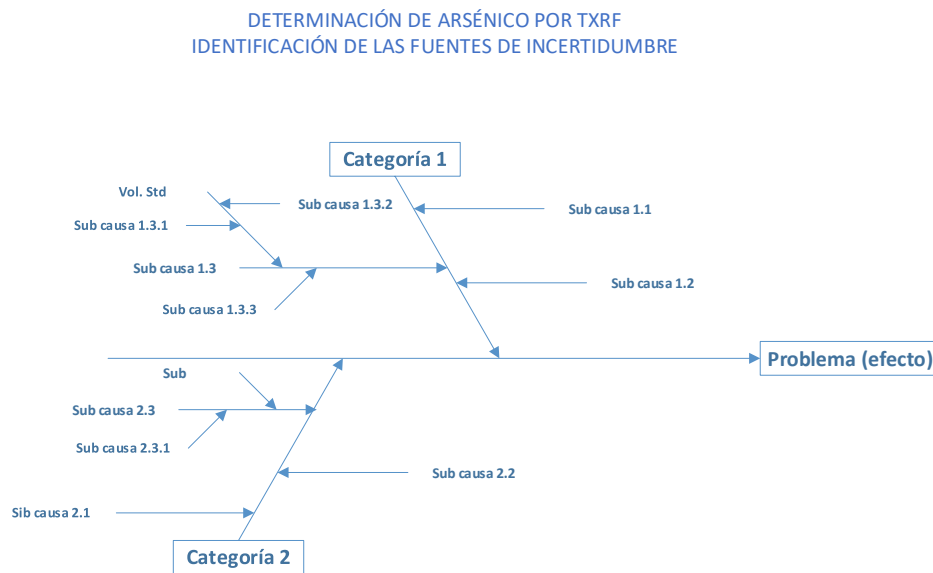 DETERMINACIÓN DE ARSÉNICO POR TXRF
IDENTIFICACIÓN DE LAS FUENTES DE INCERTIDUMBRE
Categoría 1
Vol. Std
Sub causa 1.3.2
Sub causa 1.1
Sub causa 1.3.1
Sub causa 1.3
Sub causa 1.2
Sub causa 1.3.3
Problema (efecto)
Sub
Sub causa 2.3
Sub causa 2.3.1
Sub causa 2.2
Sib causa 2.1
Categoría 2